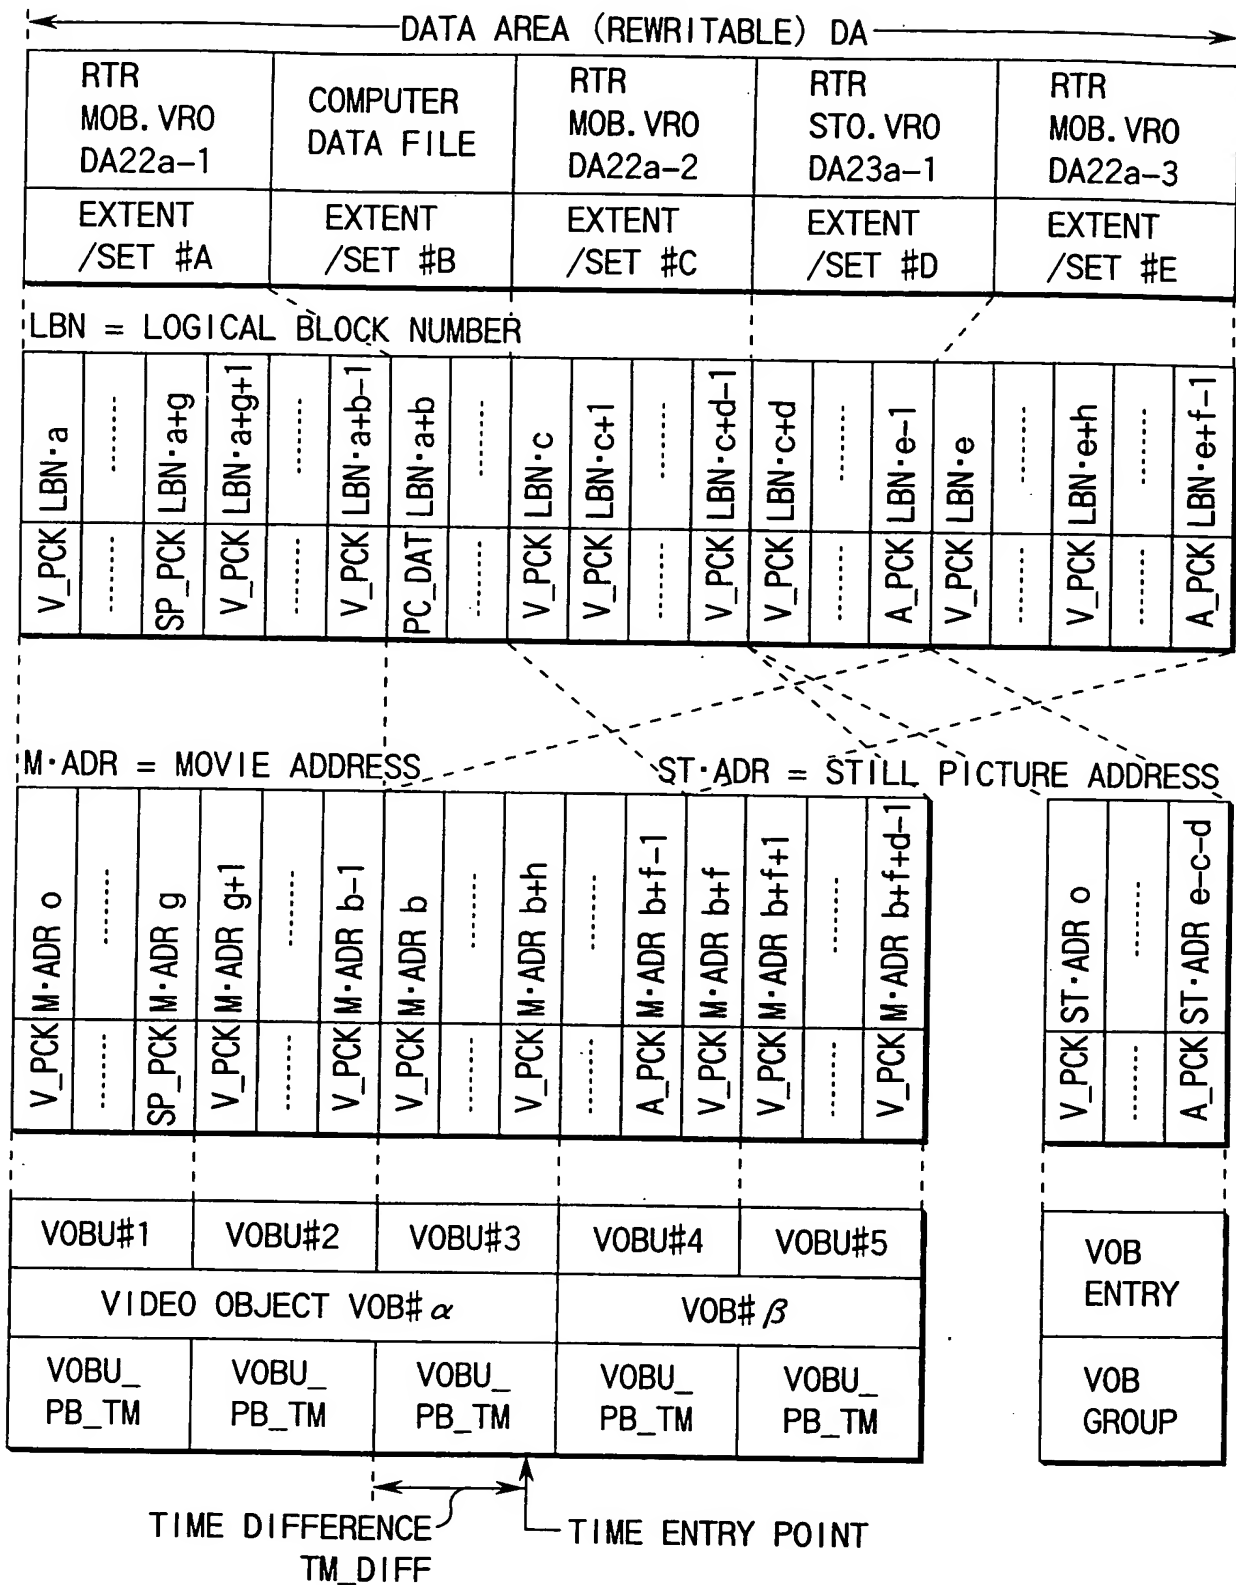 DATA AREA (REWRITABLE) DA
RTR MOB.VRO DA22a-1
COMPUTER DATA FILE
RTR MOB.VRO DA22a-2
RTR STO.VRO DA23a-1
RTR MOB.VRO DA22a-3
EXTENT /SET #A
EXTENT /SET #B
EXTENT /SET #C
EXTENT /SET #D
EXTENT /SET #E
LBN = LOGICAL BLOCK NUMBER
V_PCK LBN·a
SP_PCK LBN·a+g
V_PCK LBN·a+g+1
V_PCK LBN·a+b-1
PC_DAT LBN·a+b
V_PCK LBN·c
V_PCK LBN·c+1
V_PCK LBN·c+d-1
V_PCK LBN·c+d
A_PCK LBN·e-1
V_PCK LBN·e
V_PCK LBN·e+h
A_PCK LBN·e+f-1
M·ADR = MOVIE ADDRESS
ST·ADR = STILL PICTURE ADDRESS
V_PCK M·ADR o
SP_PCK M·ADR g
V_PCK M·ADR g+1
V_PCK M·ADR b-1
V_PCK M·ADR b
V_PCK M·ADR b+h
A_PCK M·ADR b+f-1
V_PCK M·ADR b+f
V_PCK M·ADR b+f+1
V_PCK M·ADR b+f+d-1
V_PCK ST·ADR o
A_PCK ST·ADR e-c-d
VOBU#1
VOBU#2
VOBU#3
VOBU#4
VOBU#5
VOB ENTRY
VIDEO OBJECT VOB#α
VOB#β
VOBU_ PB_TM
VOBU_ PB_TM
VOBU_ PB_TM
VOBU_ PB_TM
VOBU_ PB_TM
VOB GROUP
TIME DIFFERENCE TM_DIFF
TIME ENTRY POINT